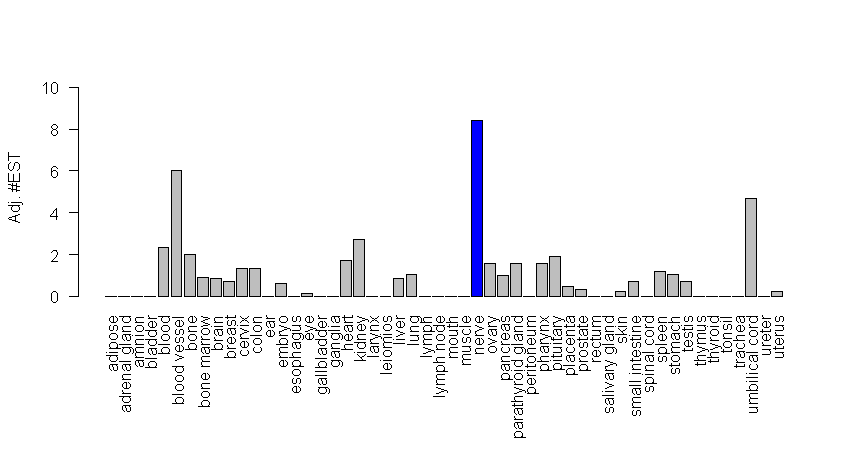 Adj. #EST
10
8
6
4
2
0
adipose
adrenal gland
amnion
bladder
blood
blood vessel
bone
bone marrow
brain
breast
cervix
colon
ear
embryo
esophagus
eye
gallbladder
ganglia
heart
kidney
larynx
leiomios
liver
lung
lymph
lymph node
mouth
muscle
nerve
ovary
pancreas
parathyroid gland
peritoneum
pharynx
pituitary
placenta
prostate
rectum
salivary gland
skin
small intestine
spinal cord
spleen
stomach
testis
thymus
thyroid
tonsil
trachea
umbilical cord
ureter
uterus